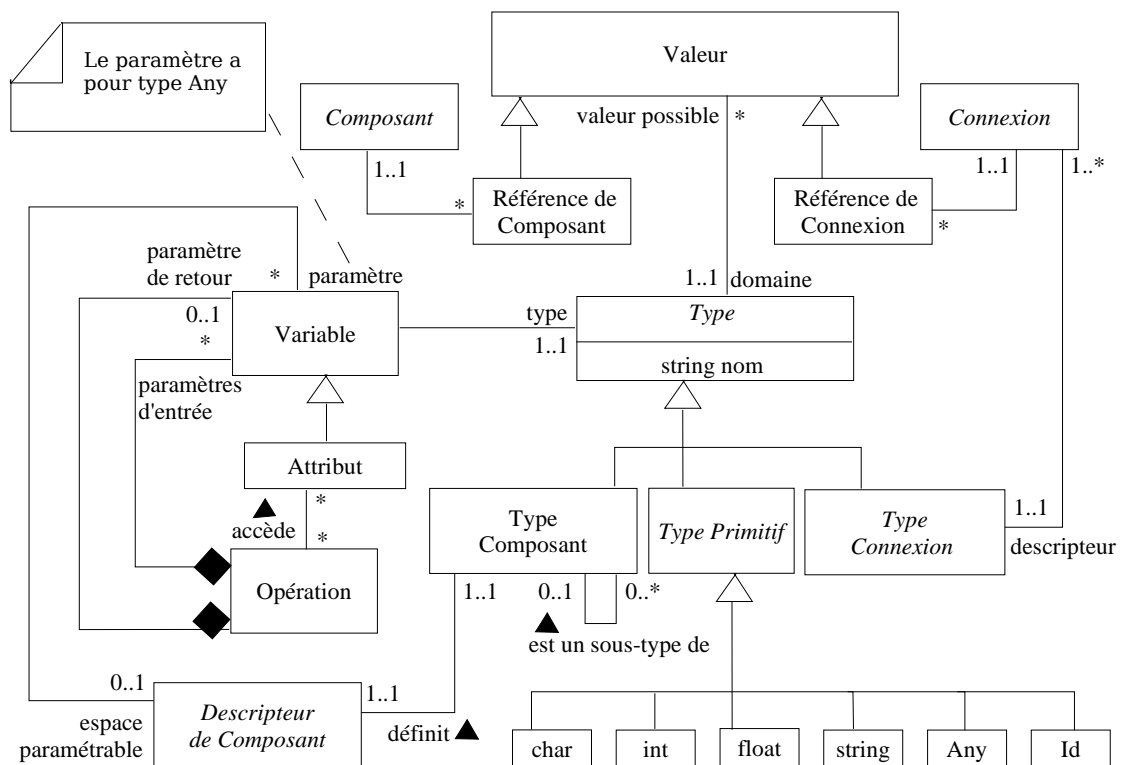 Le paramètre a
pour type Any
Valeur
Composant
valeur possible
*
Connexion
1..1
*
Référence de
Composant
Référence de
Connexion
1..1
*
1..*
paramètre
de retour
*
paramètre
0..1
*
Variable
type
1..1
1..1
domaine
Type
string nom
paramètres
d'entrée
Attribut
*
accède
*
Opération
Type
Composant
Type Primitif
Type
Connexion
1..1
descripteur
1..1
0..1
0..*
est un sous-type de
0..1
espace
paramétrable
Descripteur
de Composant
1..1
définit
char
int
float
string
Any
Id